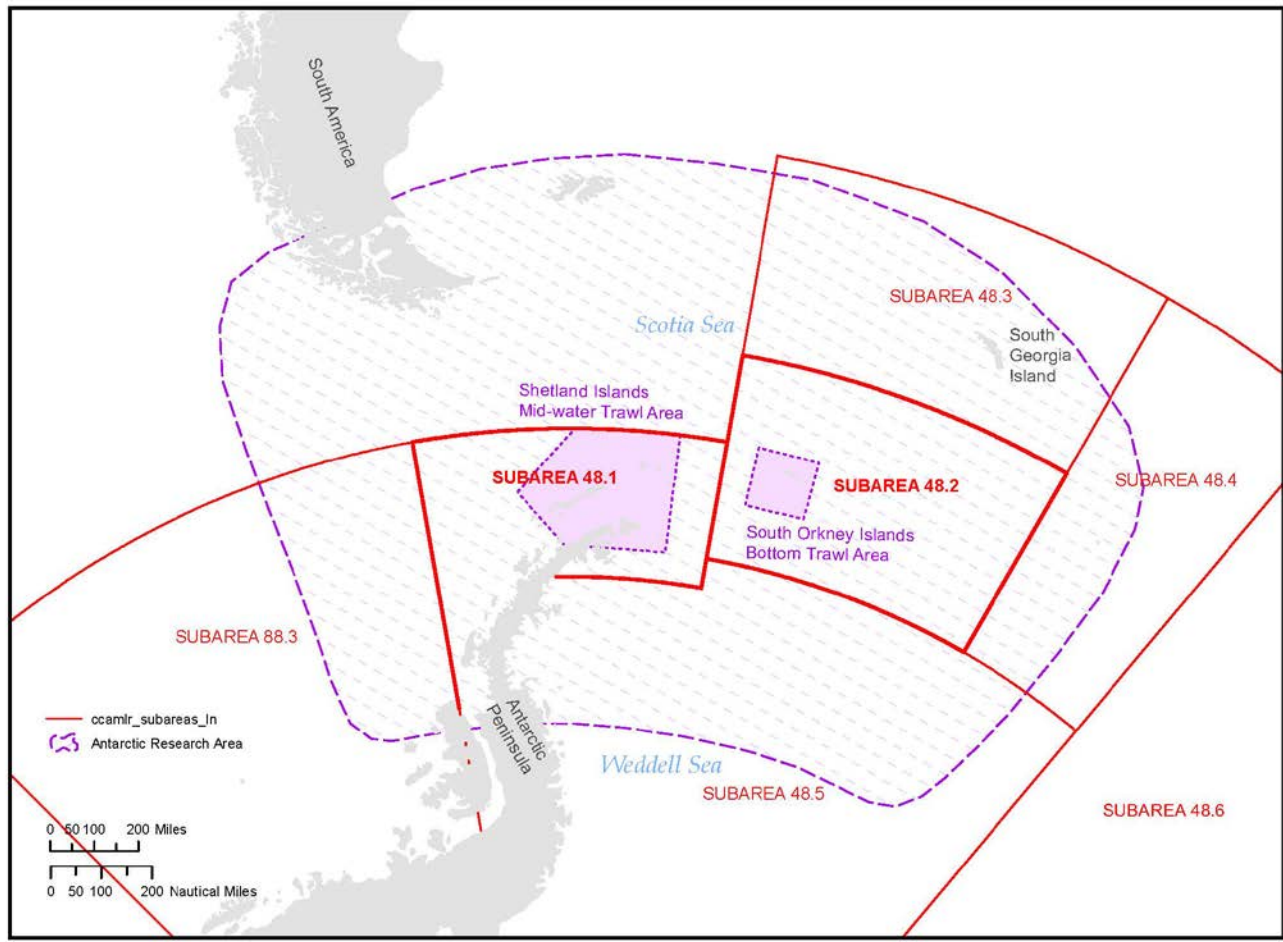 South America
SUBAREA 48.3
Scotia Sea
South
Georgia
Island
Shetland Islands
Mid-water Trawl Area
SUBAREA 48.1
SUBAREA 48.2
SUBAREA 48.4
South Orkney Islands
Bottom Trawl Area
SUBAREA 88.3
Antarctic
Peninsula
ccamlr_subareas_ln
Antarctic Research Area
Weddell Sea
SUBAREA 48.5
SUBAREA 48.6
0 50 100 200 Miles
0 50 100 200 Nautical Miles